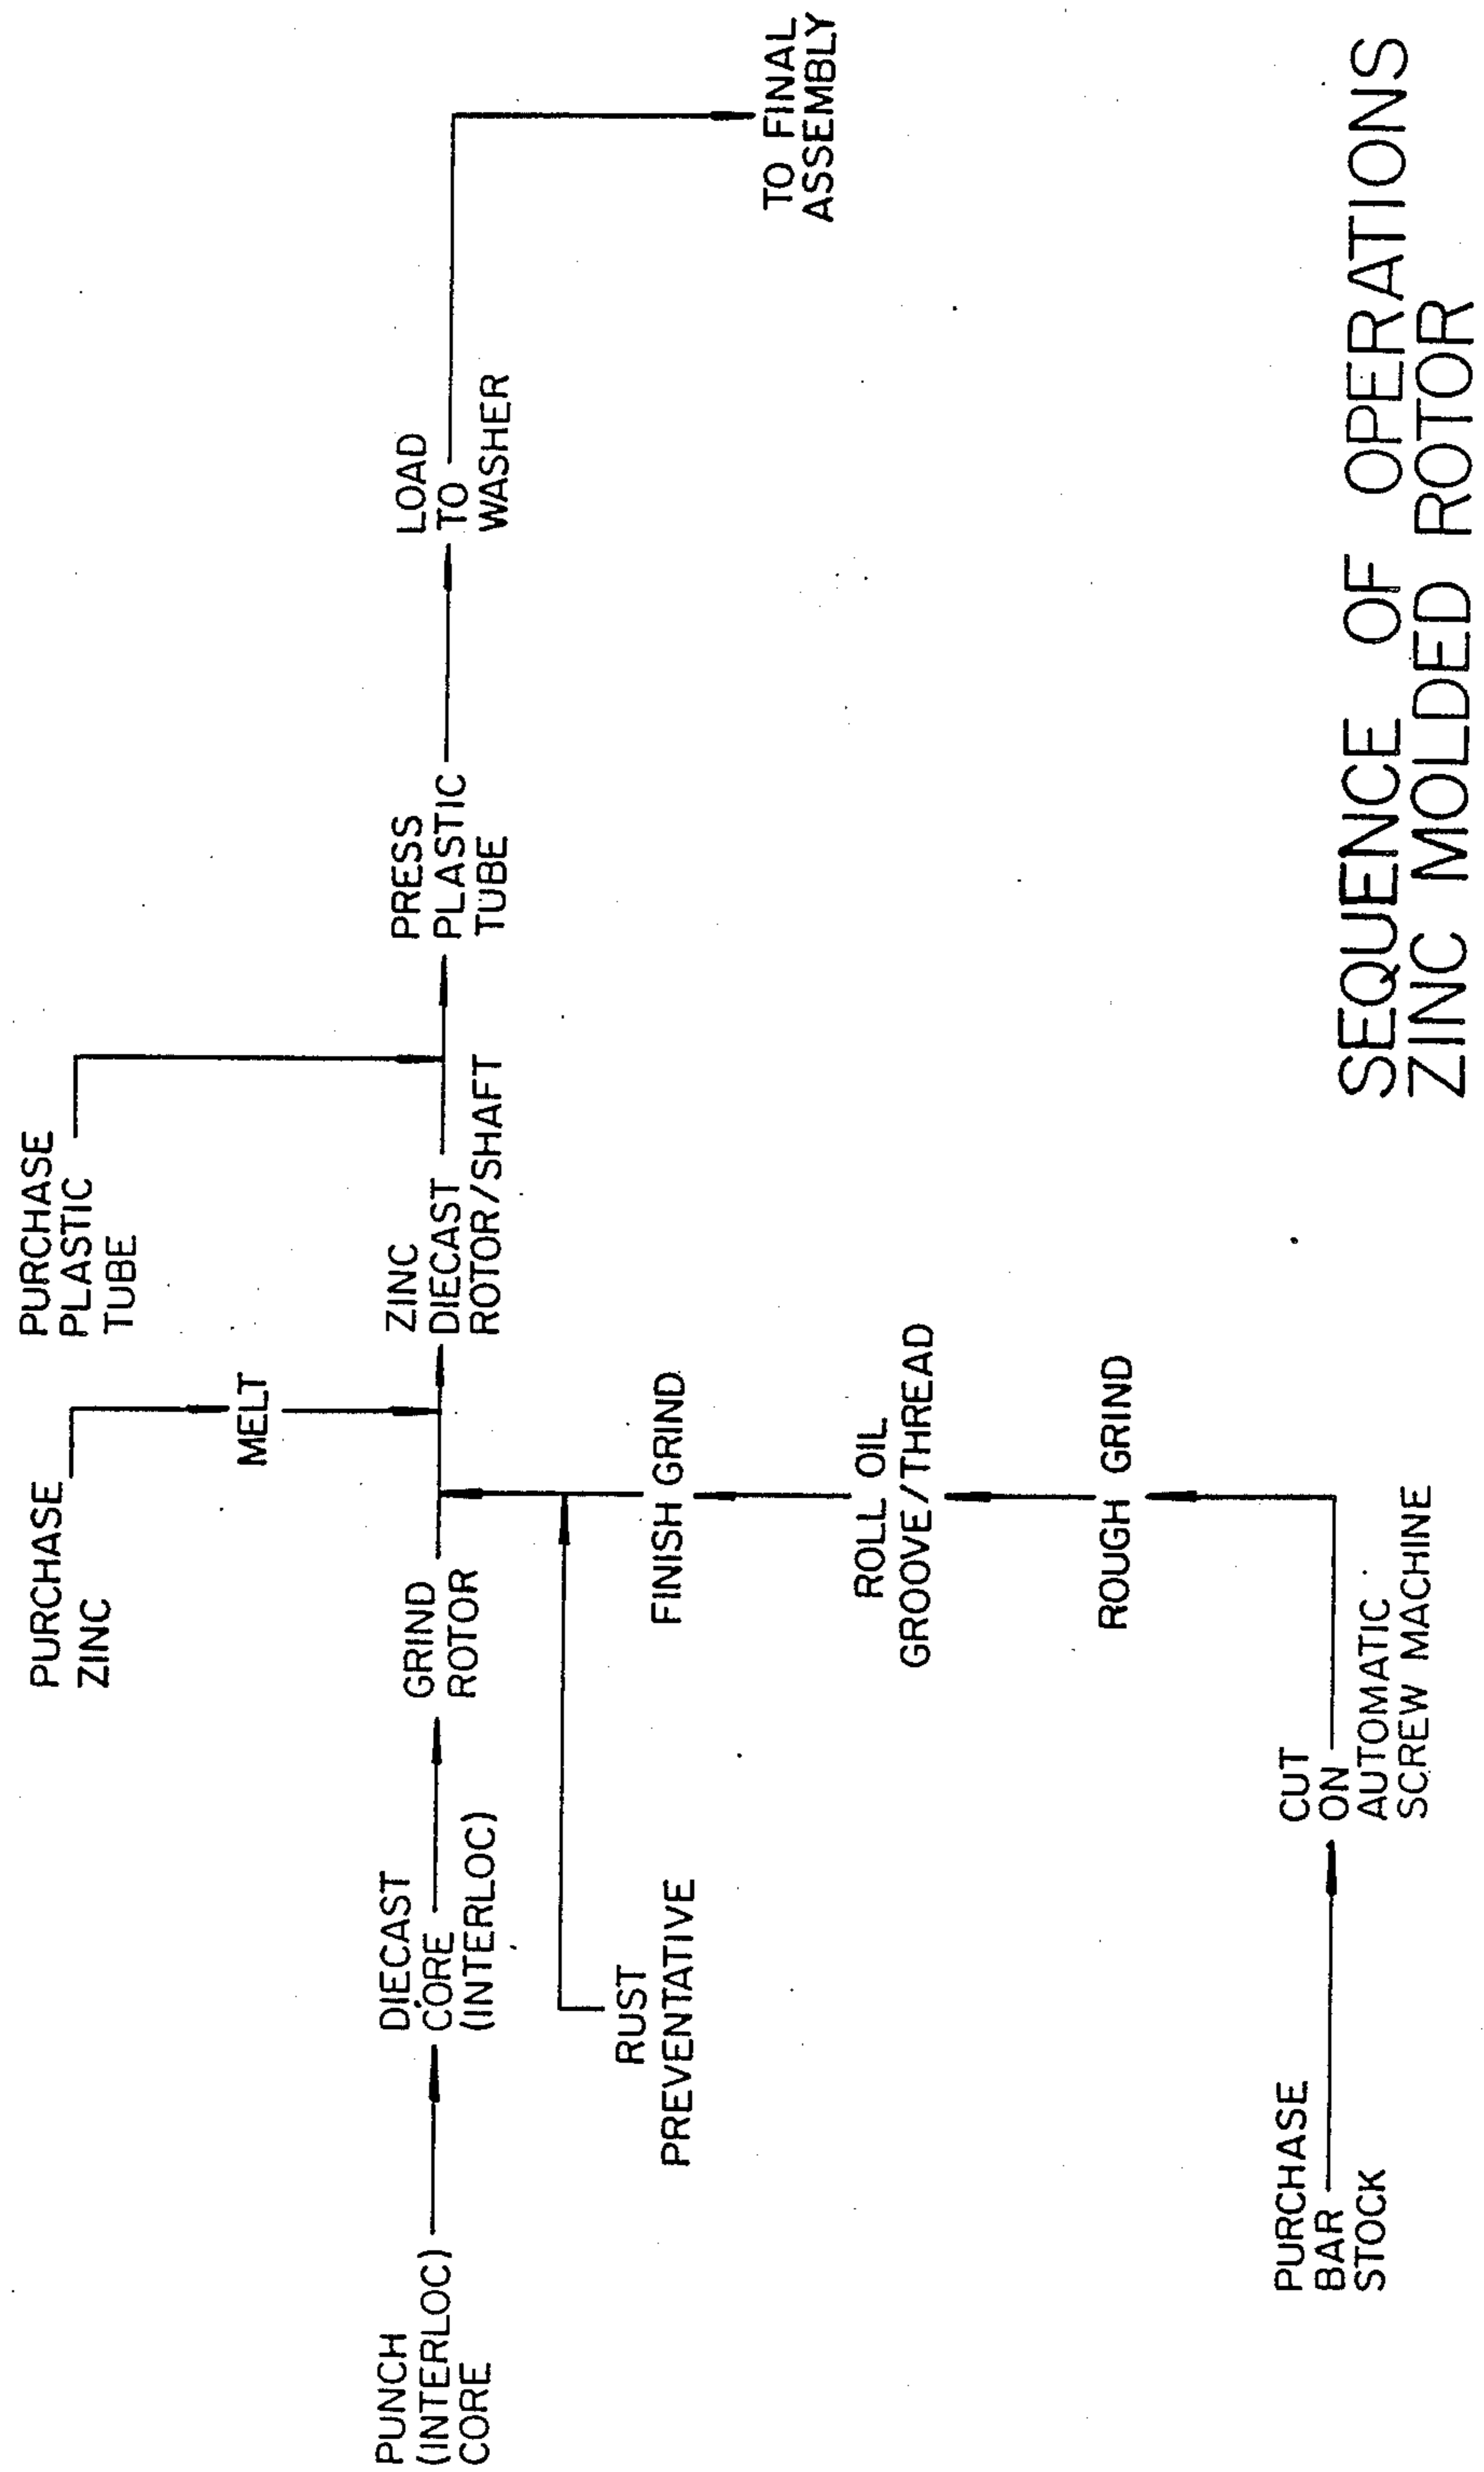 PURCHASE
ZINC
MELT
PURCHASE
PLASTIC
TUBE
PUNCH
(INTERLOC)
CORE
DIECAST
CORE
(INTERLOC)
GRIND
ROTOR
ZINC
DIECAST
ROTOR/SHAFT
PRESS
PLASTIC
TUBE
LOAD
TO
WASHER
TO FINAL
ASSEMBLY
RUST
PREVENTATIVE
FINISH GRIND
ROLL OIL
GROOVE/THREAD
ROUGH GRIND
PURCHASE
BAR
STOCK
CUT
ON
AUTOMATIC
SCREW MACHINE
SEQUENCE OF OPERATIONS
ZINC MOLDED ROTOR